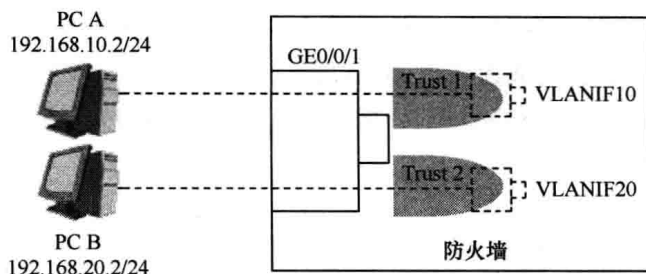 PC A
192.168.10.2/24
GE0/0/1
Trust 1
VLANIF10
Trust 2
VLANIF20
PC B
192.168.20.2/24
防火墙